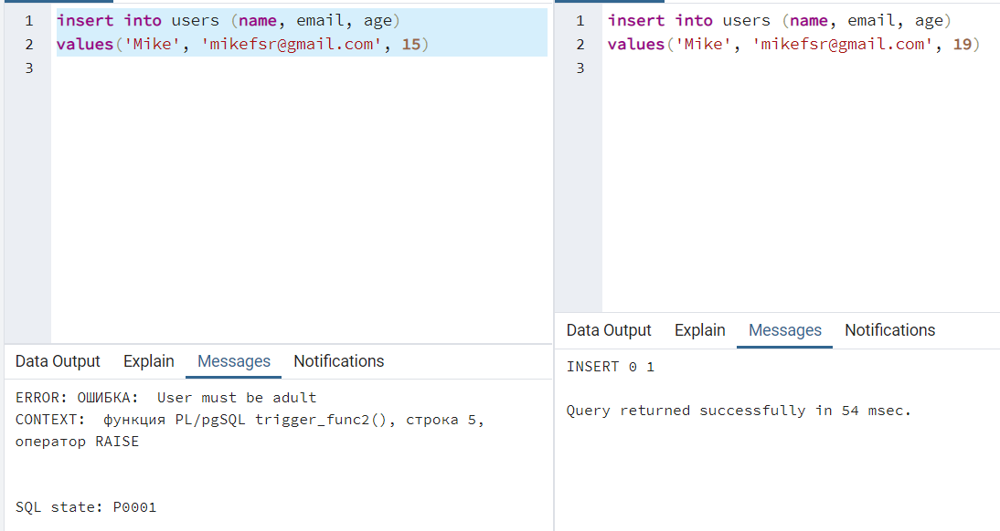 1 insert into users (name, email, age)
2 values('Mike', 'mikefsr@gmail.com', 15)
3
Data Output Explain Messages Notifications
ERROR: ОШИБКА:  User must be adult
CONTEXT:  функция PL/pgSQL trigger_func2(), строка 5,
оператор RAISE
SQL state: P0001
1 insert into users (name, email, age)
2 values('Mike', 'mikefsr@gmail.com', 19)
3
Data Output Explain Messages Notifications
INSERT 0 1
Query returned successfully in 54 msec.